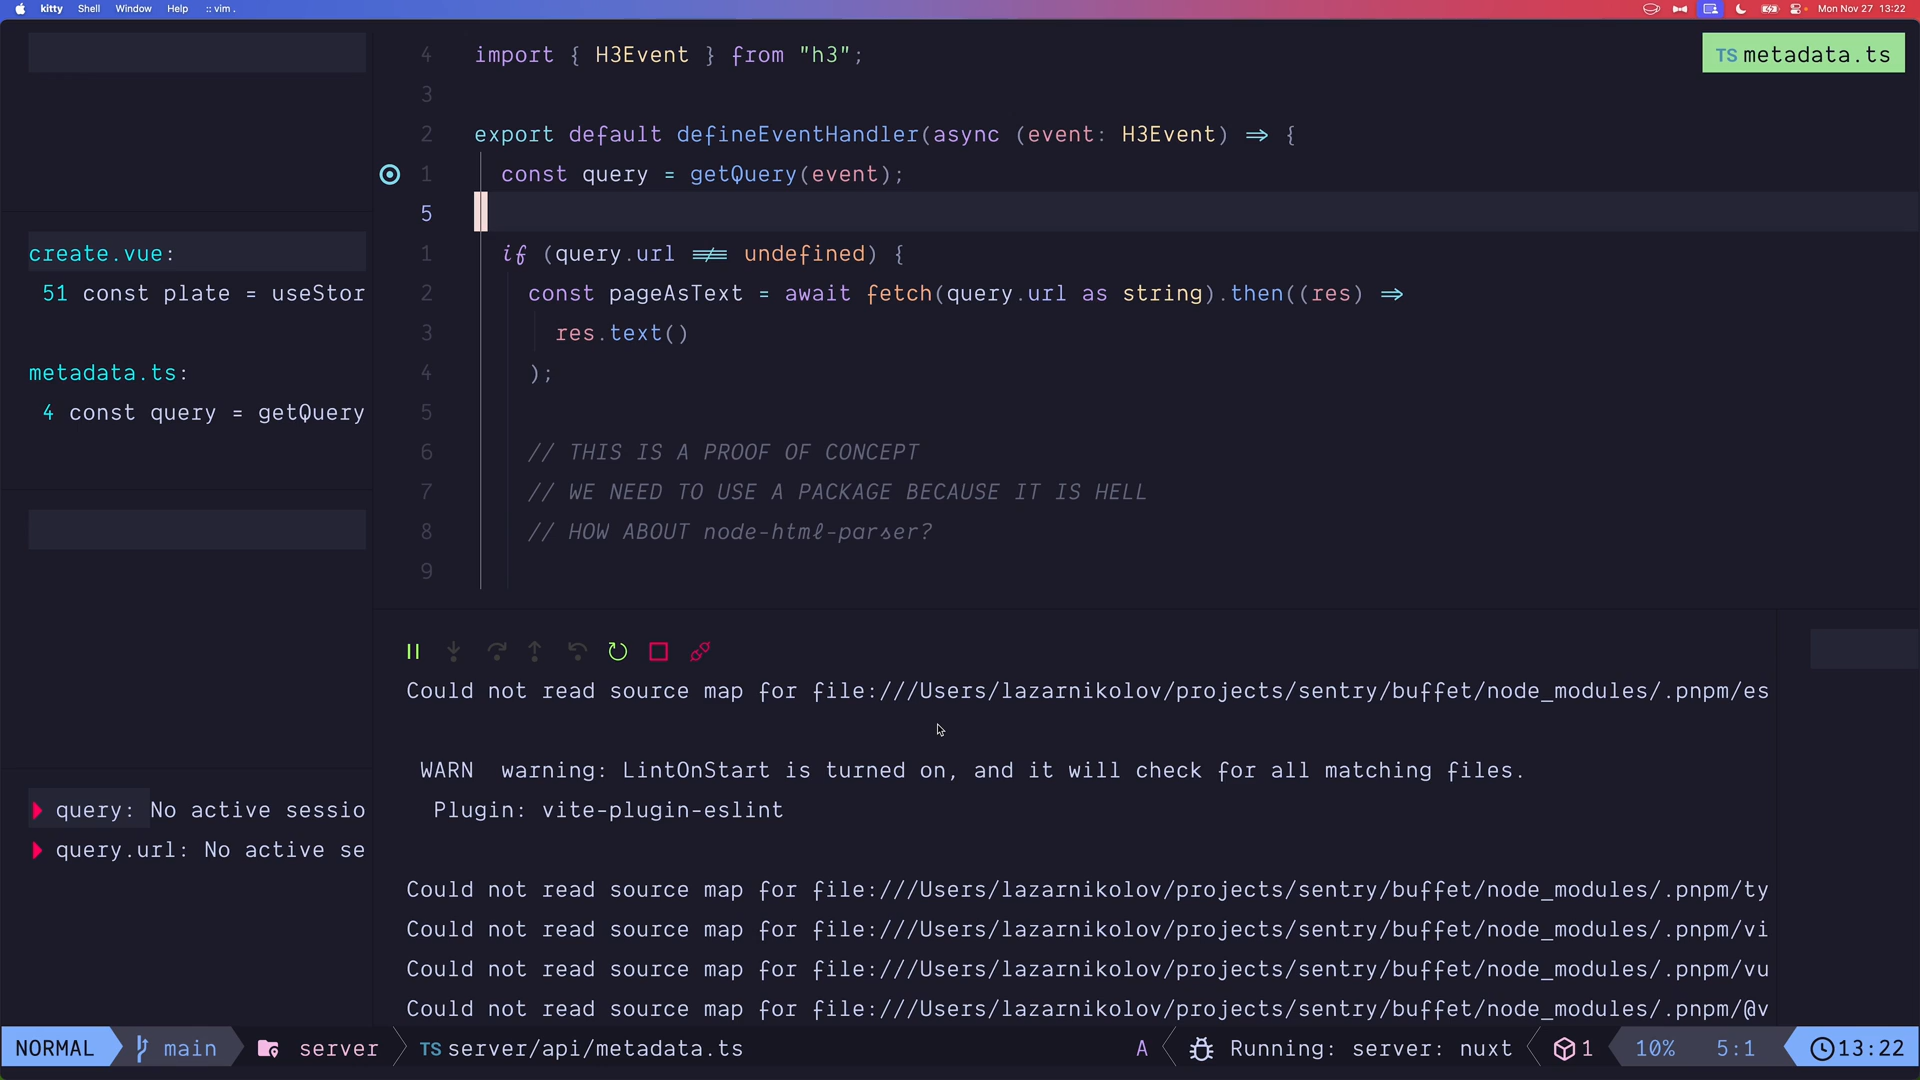 kitty Shell Window Help :: vim .
Mon Nov 27 13:22
TS metadata.ts
4 import { H3Event } from "h3";
3
2 export default defineEventHandler(async (event: H3Event) => {
1 const query = getQuery(event);
5
1 if (query.url !== undefined) {
2 const pageAsText = await fetch(query.url as string).then((res) =>
3 res.text()
4 );
5
6 // THIS IS A PROOF OF CONCEPT
7 // WE NEED TO USE A PACKAGE BECAUSE IT IS HELL
8 // HOW ABOUT node-html-parser?
9
create.vue:
51 const plate = useStor
metadata.ts:
4 const query = getQuery
query: No active sessio
query.url: No active se
Could not read source map for file:///Users/lazarnikolov/projects/sentry/buffet/node_modules/.pnpm/es
WARN warning: LintOnStart is turned on, and it will check for all matching files.
Plugin: vite-plugin-eslint
Could not read source map for file:///Users/lazarnikolov/projects/sentry/buffet/node_modules/.pnpm/ty
Could not read source map for file:///Users/lazarnikolov/projects/sentry/buffet/node_modules/.pnpm/vi
Could not read source map for file:///Users/lazarnikolov/projects/sentry/buffet/node_modules/.pnpm/vu
Could not read source map for file:///Users/lazarnikolov/projects/sentry/buffet/node_modules/.pnpm/@v
NORMAL main server TS server/api/metadata.ts A Running: server: nuxt 1 10% 5:1 13:22